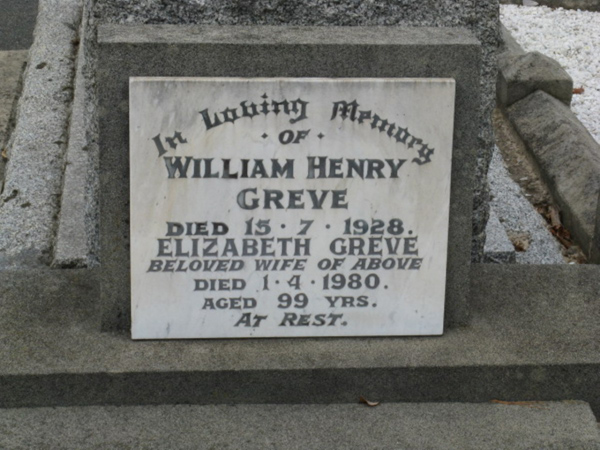 In Loving Memory
· OF ·
WILLIAM HENRY
GREVE
DIED 15·7·1928.
ELIZABETH GREVE
BELOVED WIFE OF ABOVE
DIED 1·4·1980.
AGED 99 YRS.
AT REST.